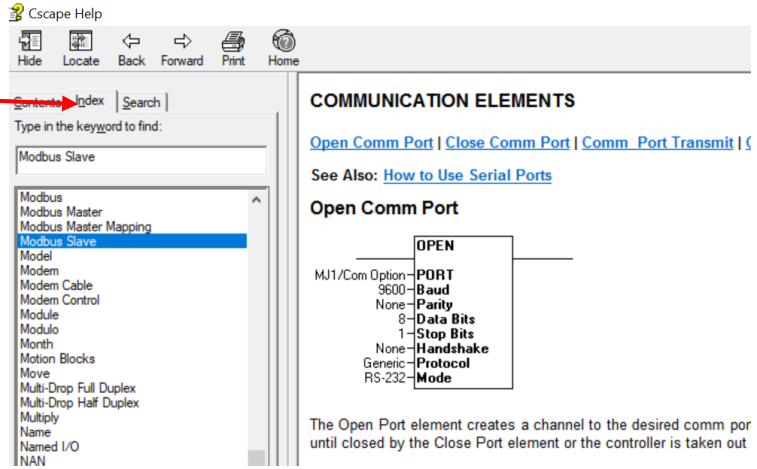 Cscape Help
Hide Locate Back Forward Print Home
Contents Index Search
Type in the keyword to find:
Modbus Slave
Modbus
Modbus Master
Modbus Master Mapping
Modbus Slave
Model
Modem
Modem Cable
Modem Control
Module
Modulo
Month
Motion Blocks
Move
Multi-Drop Full Duplex
Multi-Drop Half Duplex
Multiply
Name
Named I/O
NAN
COMMUNICATION ELEMENTS
Open Comm Port | Close Comm Port | Comm Port Transmit |
See Also: How to Use Serial Ports
Open Comm Port
OPEN
MJ1/Com Option PORT
9600 Baud
None Parity
8 Data Bits
1 Stop Bits
None Handshake
Generic Protocol
RS-232 Mode
The Open Port element creates a channel to the desired comm por
until closed by the Close Port element or the controller is taken out